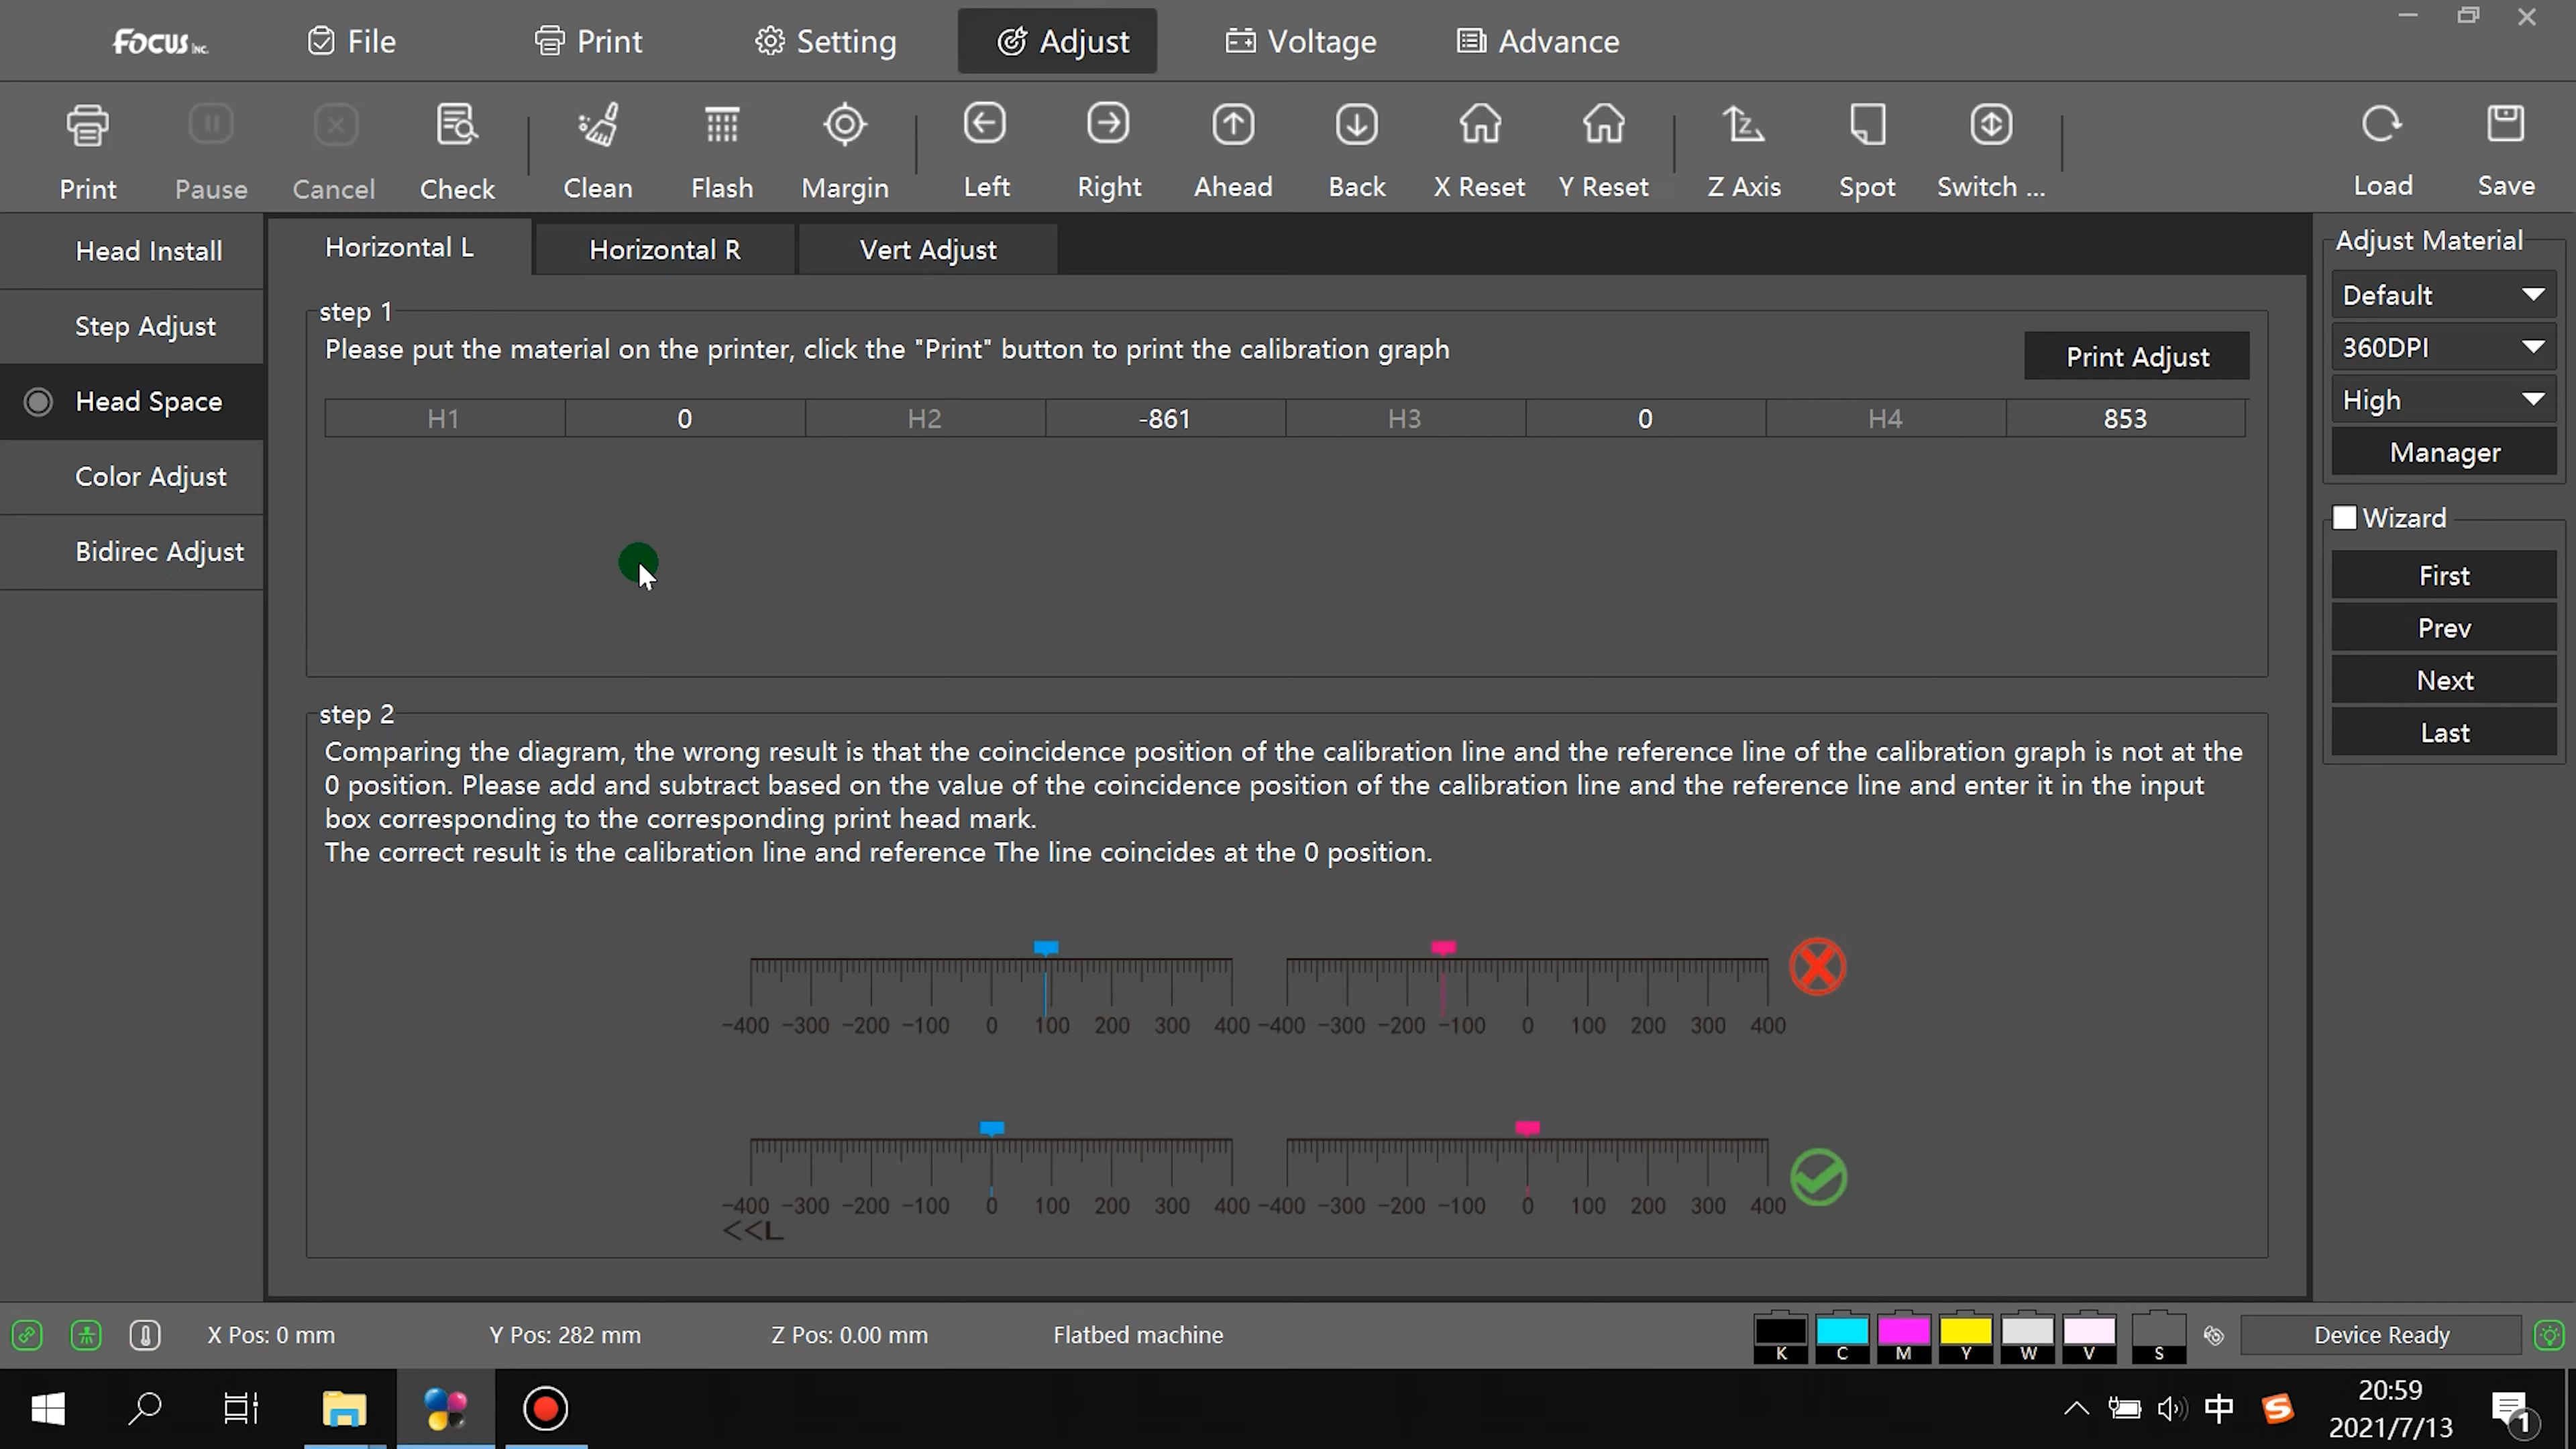 Focus INC.
File
Print
Setting
Adjust
Voltage
Advance
Print
Pause
Cancel
Check
Clean
Flash
Margin
Left
Right
Ahead
Back
X Reset
Y Reset
Z Axis
Spot
Switch ...
Load
Save
Head Install
Step Adjust
Head Space
Color Adjust
Bidirec Adjust
Horizontal L
Horizontal R
Vert Adjust
step 1
Please put the material on the printer, click the "Print" button to print the calibration graph
Print Adjust
H1 0 H2 -861 H3 0 H4 853
step 2
Comparing the diagram, the wrong result is that the coincidence position of the calibration line and the reference line of the calibration graph is not at the
0 position. Please add and subtract based on the value of the coincidence position of the calibration line and the reference line and enter it in the input
box corresponding to the corresponding print head mark.
The correct result is the calibration line and reference The line coincides at the 0 position.
-400 -300 -200 -100 0 100 200 300 400 -400 -300 -200 -100 0 100 200 300 400
-400 -300 -200 -100 0 100 200 300 400 -400 -300 -200 -100 0 100 200 300 400
<<L
Adjust Material
Default
360DPI
High
Manager
Wizard
First
Prev
Next
Last
X Pos: 0 mm
Y Pos: 282 mm
Z Pos: 0.00 mm
Flatbed machine
K C M Y W V S
Device Ready
中
S
20:59
2021/7/13
1